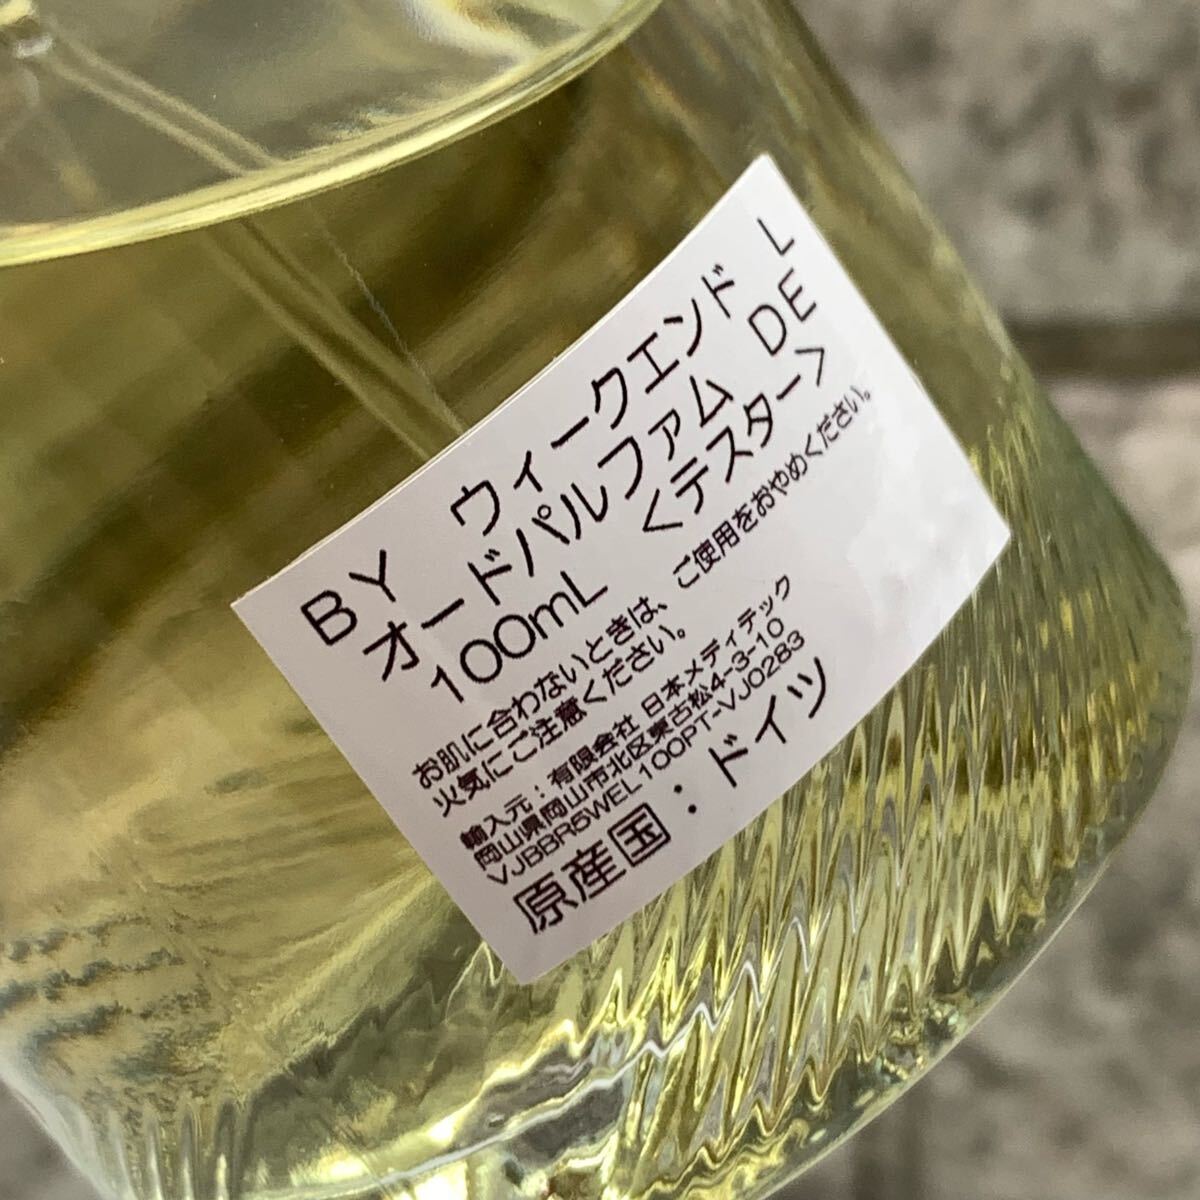 BY ウィークエンド L
オードパルファム DE
100mL <テスター>
お肌に合わないときは、ご使用をおやめください。
火気にご注意ください。
輸入元：有限会社 日本メディテック
岡山県岡山市北区東古松4-3-10
VJBBR5WEL100PT-VJ0283
原産国：ドイツ